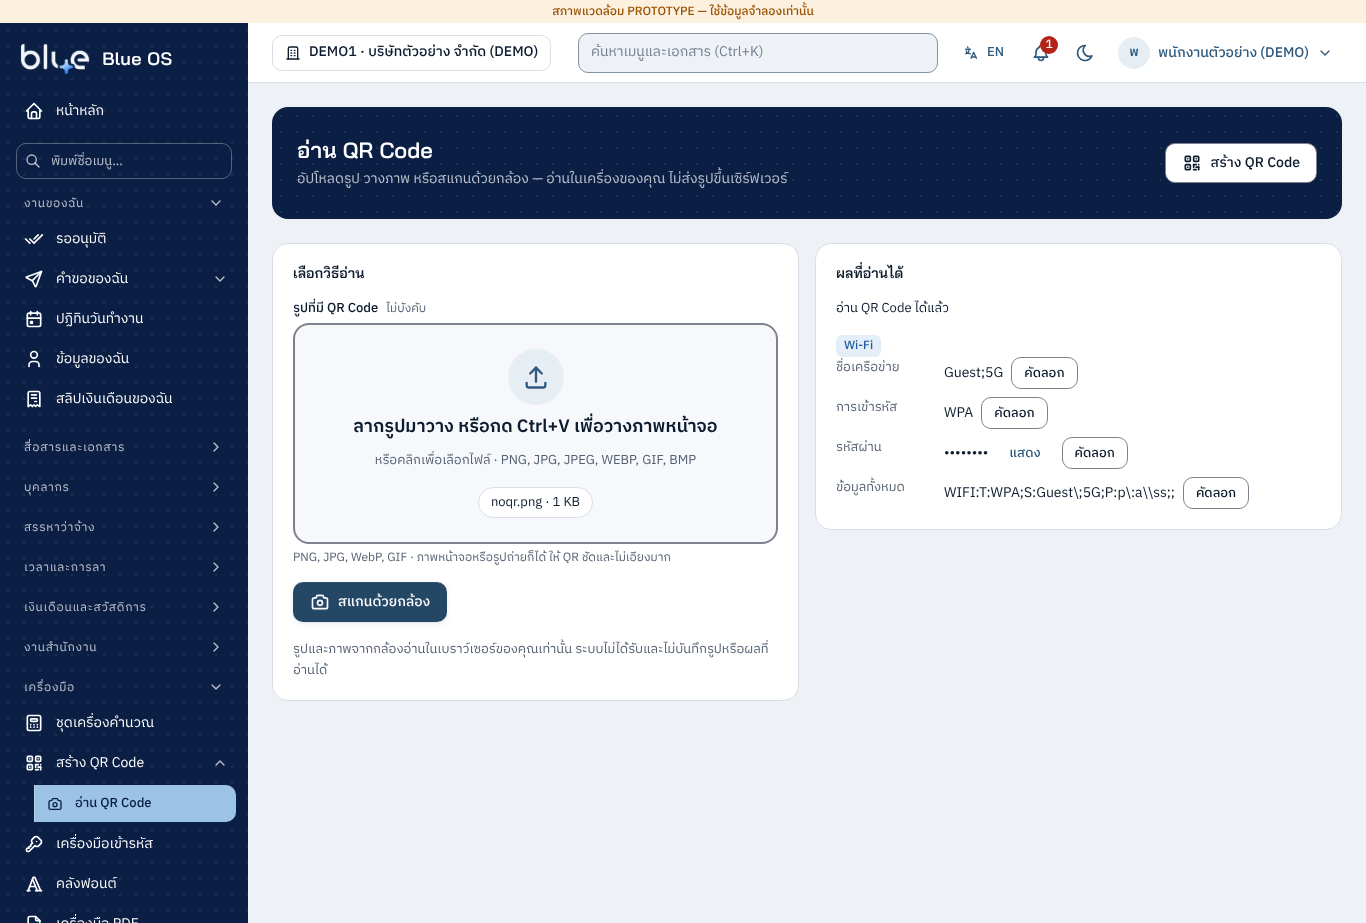 สภาพแวดล้อม PROTOTYPE — ใช้ข้อมูลจำลองเท่านั้น
blue Blue OS
DEMO1 · บริษัทตัวอย่าง จำกัด (DEMO)
ค้นหาเมนูและเอกสาร (Ctrl+K)
EN
1
พ
พนักงานตัวอย่าง (DEMO)
หน้าหลัก
พิมพ์ชื่อเมนู...
งานของฉัน
รออนุมัติ
คำขอของฉัน
ปฏิทินวันทำงาน
ข้อมูลของฉัน
สลิปเงินเดือนของฉัน
สื่อสารและเอกสาร
บุคลากร
สรรหาว่าจ้าง
เวลาและการลา
เงินเดือนและสวัสดิการ
งานสำนักงาน
เครื่องมือ
ชุดเครื่องคำนวณ
สร้าง QR Code
อ่าน QR Code
เครื่องมือเข้ารหัส
คลังฟอนต์
เครื่องมือ PDF
อ่าน QR Code
อัปโหลดรูป วางภาพ หรือสแกนด้วยกล้อง — อ่านในเครื่องของคุณ ไม่ส่งรูปขึ้นเซิร์ฟเวอร์
สร้าง QR Code
เลือกวิธีอ่าน
รูปที่มี QR Code ไม่บังคับ
ลากรูปมาวาง หรือกด Ctrl+V เพื่อวางภาพหน้าจอ
หรือคลิกเพื่อเลือกไฟล์ · PNG, JPG, JPEG, WEBP, GIF, BMP
noqr.png · 1 KB
PNG, JPG, WebP, GIF · ภาพหน้าจอหรือรูปถ่ายก็ได้ ให้ QR ชัดและไม่เอียงมาก
สแกนด้วยกล้อง
รูปและภาพจากกล้องอ่านในเบราว์เซอร์ของคุณเท่านั้น ระบบไม่ได้รับและไม่บันทึกรูปหรือผลที่
อ่านได้
ผลที่อ่านได้
อ่าน QR Code ได้แล้ว
Wi-Fi
ชื่อเครือข่าย Guest;5G คัดลอก
การเข้ารหัส WPA คัดลอก
รหัสผ่าน •••••••• แสดง คัดลอก
ข้อมูลทั้งหมด WIFI:T:WPA;S:Guest\;5G;P:p\:a\\ss;; คัดลอก